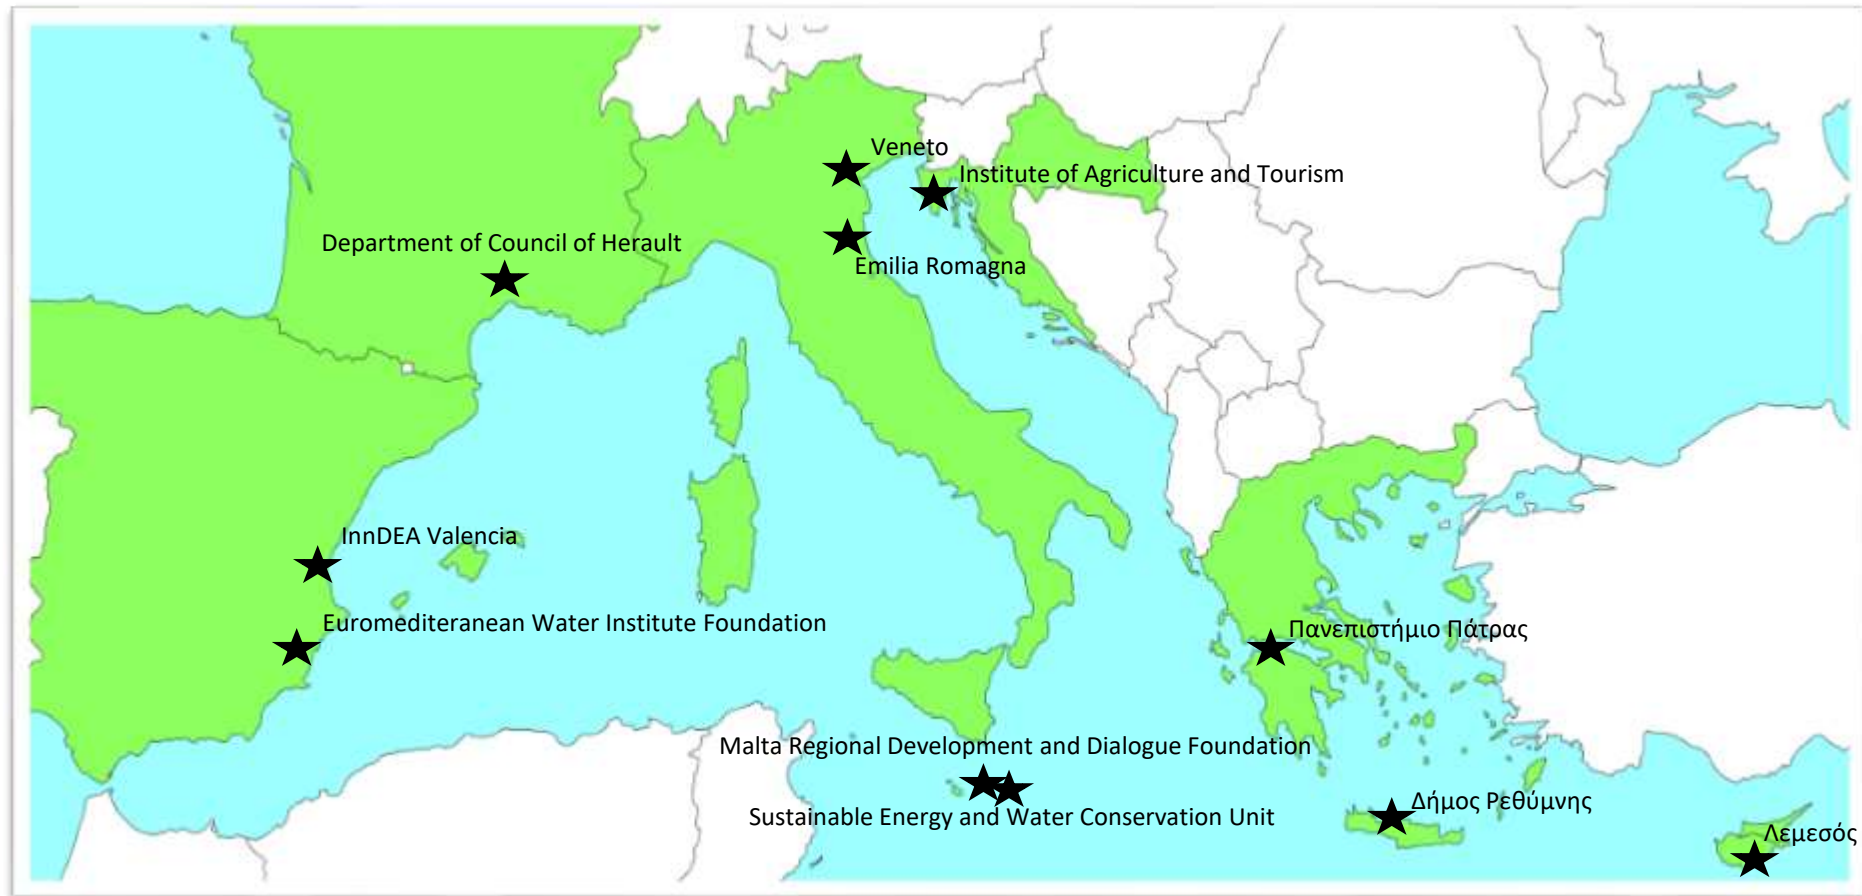 Veneto
Institute of Agriculture and Tourism
Department of Council of Herault
Emilia Romagna
InnDEA Valencia
Euromediteranean Water Institute Foundation
Πανεπιστήμιο Πάτρας
Malta Regional Development and Dialogue Foundation
Δήμος Ρεθύμνης
Sustainable Energy and Water Conservation Unit
Λεμεσός